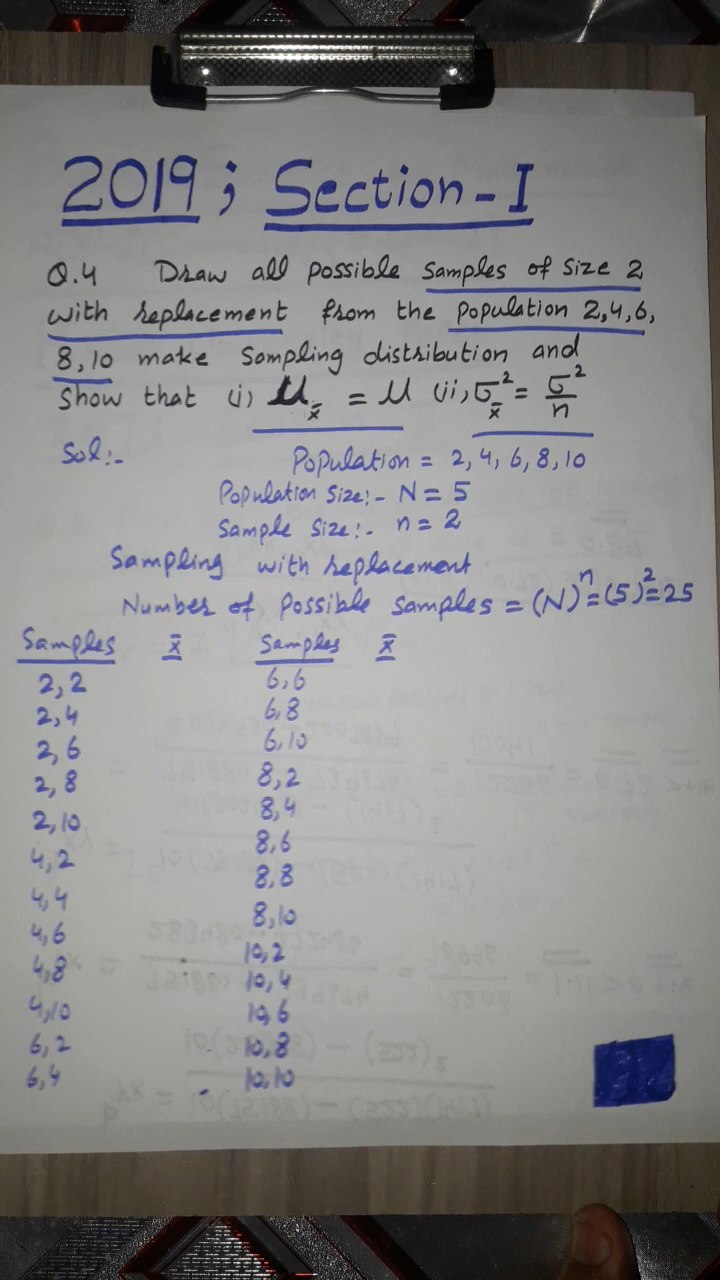 2019; Section-I
Q.4 Draw all possible samples of size 2
with replacement from the population 2,4,6,
8,10 make Sampling distribution and
Show that (i) μx̄ = μ (ii) σ²x̄ = σ²/n
Sol:-
Population = 2, 4, 6, 8, 10
Population Size:- N = 5
Sample Size:- n = 2
Sampling with replacement
Number of Possible Samples = (N)ⁿ = (5)² = 25
Samples x̄ Samples x̄
2,2 6,6
2,4 6,8
2,6 6,10
2,8 8,2
2,10 8,4
4,2 8,6
4,4 8,8
4,6 8,10
4,8 10,2
4,10 10,4
6,2 10,6
6,4 10,8
10,10